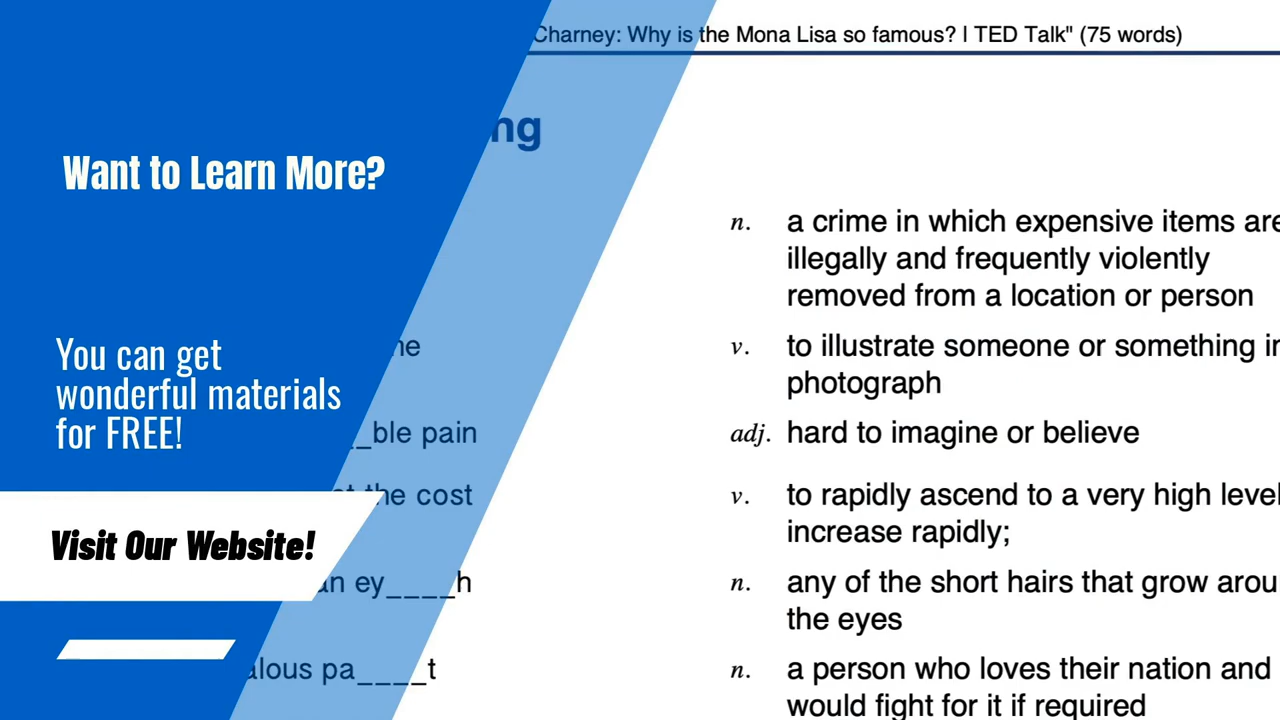 Charney: Why is the Mona Lisa so famous? | TED Talk" (75 words)
ng
Want to Learn More?
You can get
wonderful materials
for FREE!
Visit Our Website!
n. a crime in which expensive items are
illegally and frequently violently
removed from a location or person
ne
v. to illustrate someone or something in
photograph
_ble pain
adj. hard to imagine or believe
the cost
v. to rapidly ascend to a very high level
increase rapidly;
an ey____h
n. any of the short hairs that grow arou
the eyes
alous pa____t
n. a person who loves their nation and
would fight for it if required